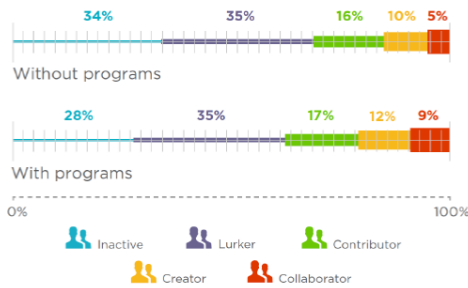 34% 35% 16% 10% 5%
Without programs
28% 35% 17% 12% 9%
With programs
0% 100%
Inactive Lurker Contributor
Creator Collaborator